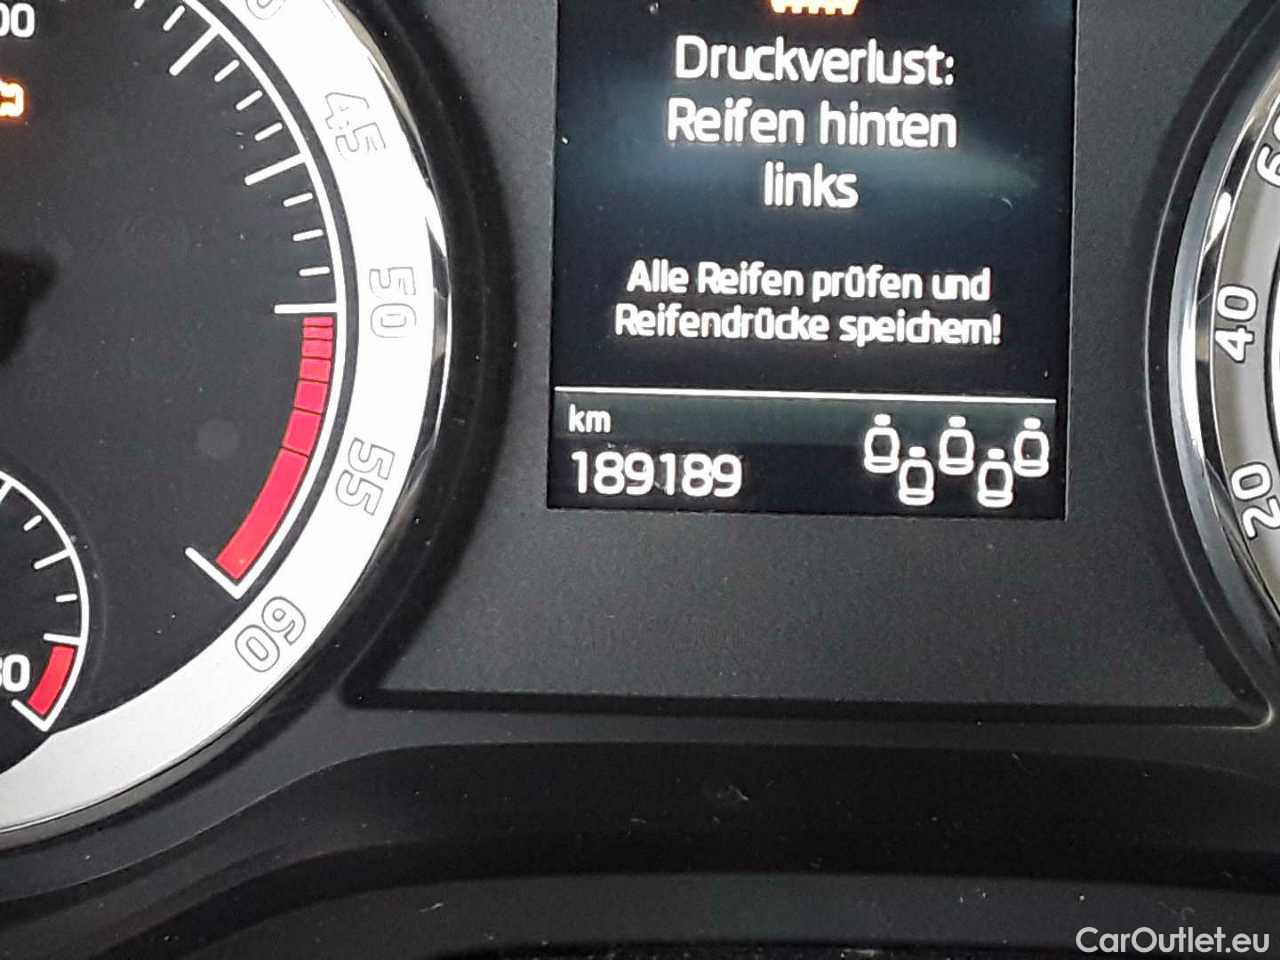 45
50
55
60
Druckverlust:
Reifen hinten
links
Alle Reifen prüfen und
Reifendrücke speichern!
km
189189
40
20
CarOutlet.eu